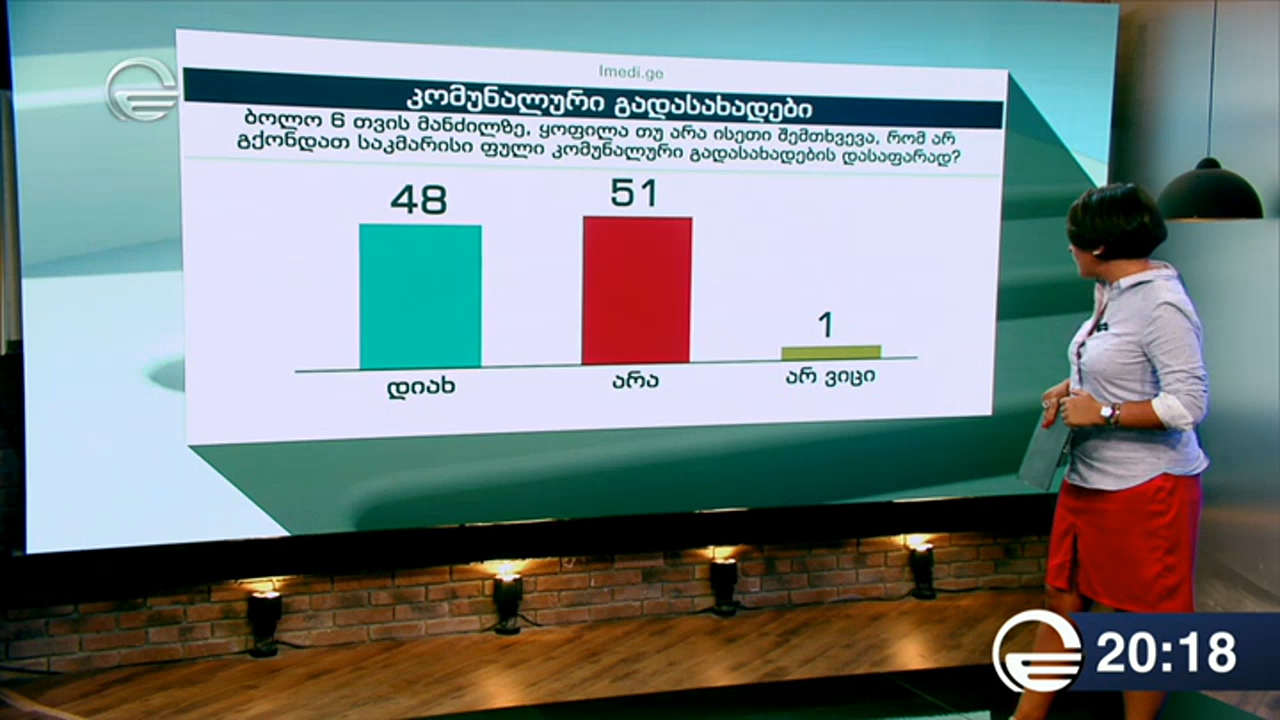 Imedi.ge
კომუნალური გადასახადები
ბოლო 6 თვის მანძილზე, ყოფილა თუ არა ისეთი შემთხვევა, რომ არ
გქონდათ საკმარისი ფული კომუნალური გადასახადების დასაფარად?
48
51
1
დიახ
არა
არ ვიცი
20:18